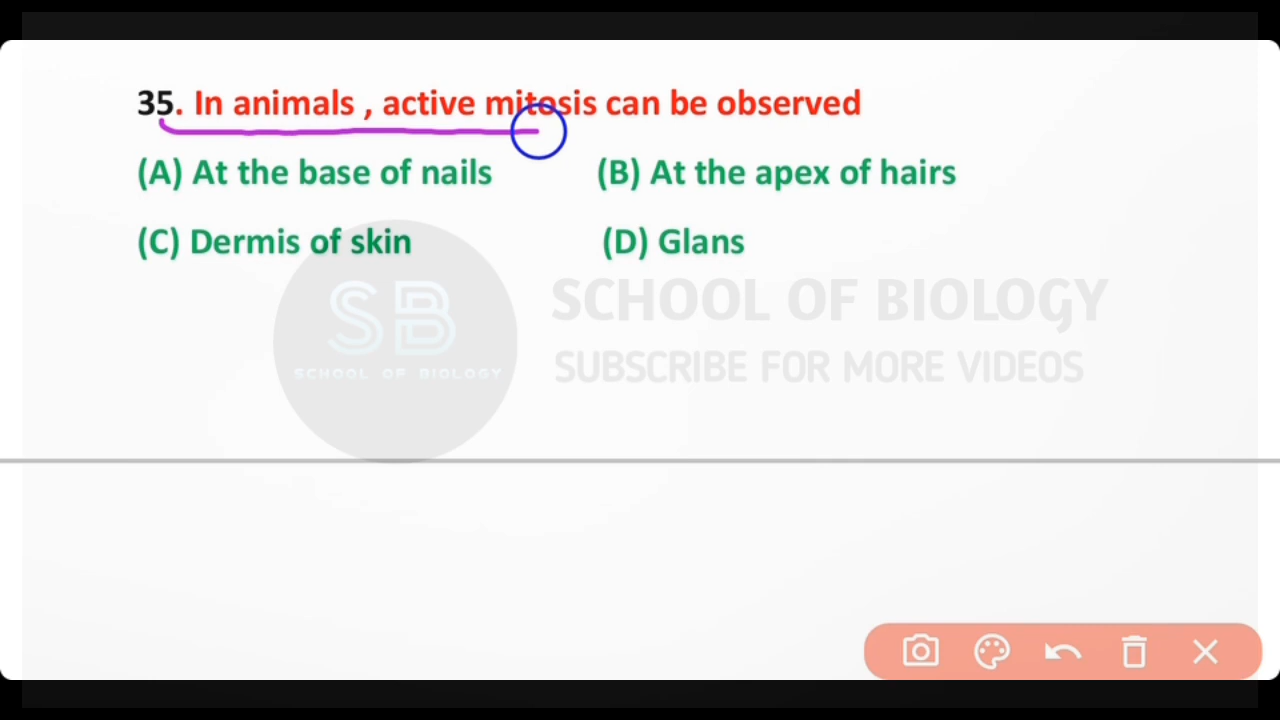 35. In animals , active mitosis can be observed
(A) At the base of nails (B) At the apex of hairs
(C) Dermis of skin (D) Glans
SB
SCHOOL OF BIOLOGY
SCHOOL OF BIOLOGY
SUBSCRIBE FOR MORE VIDEOS